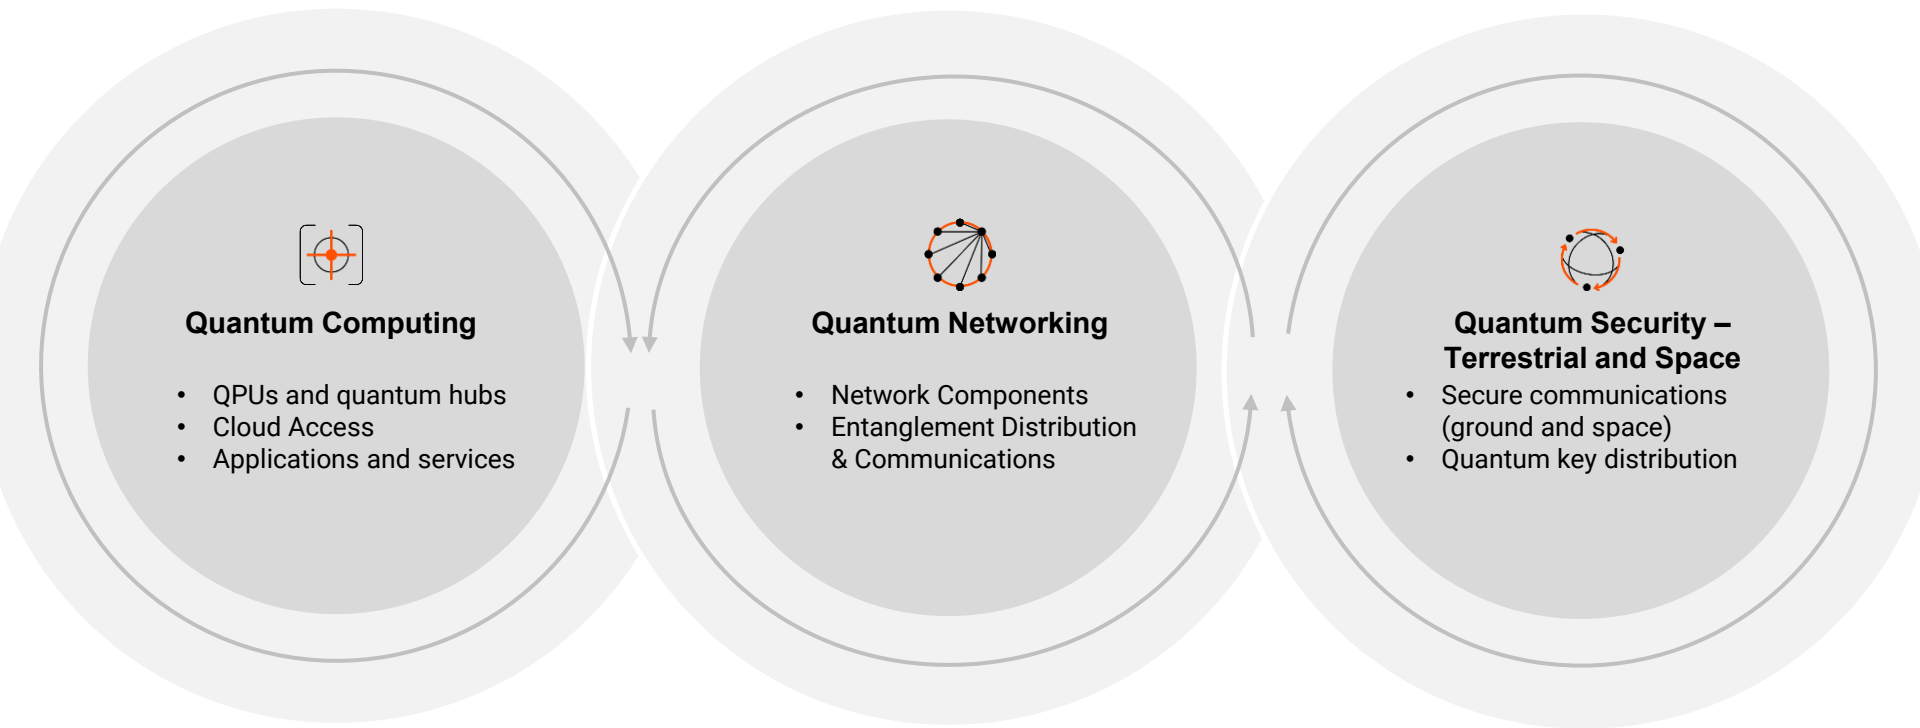 Quantum Computing
• QPUs and quantum hubs
• Cloud Access
• Applications and services
Quantum Networking
• Network Components
• Entanglement Distribution
& Communications
Quantum Security –
Terrestrial and Space
• Secure communications
(ground and space)
• Quantum key distribution